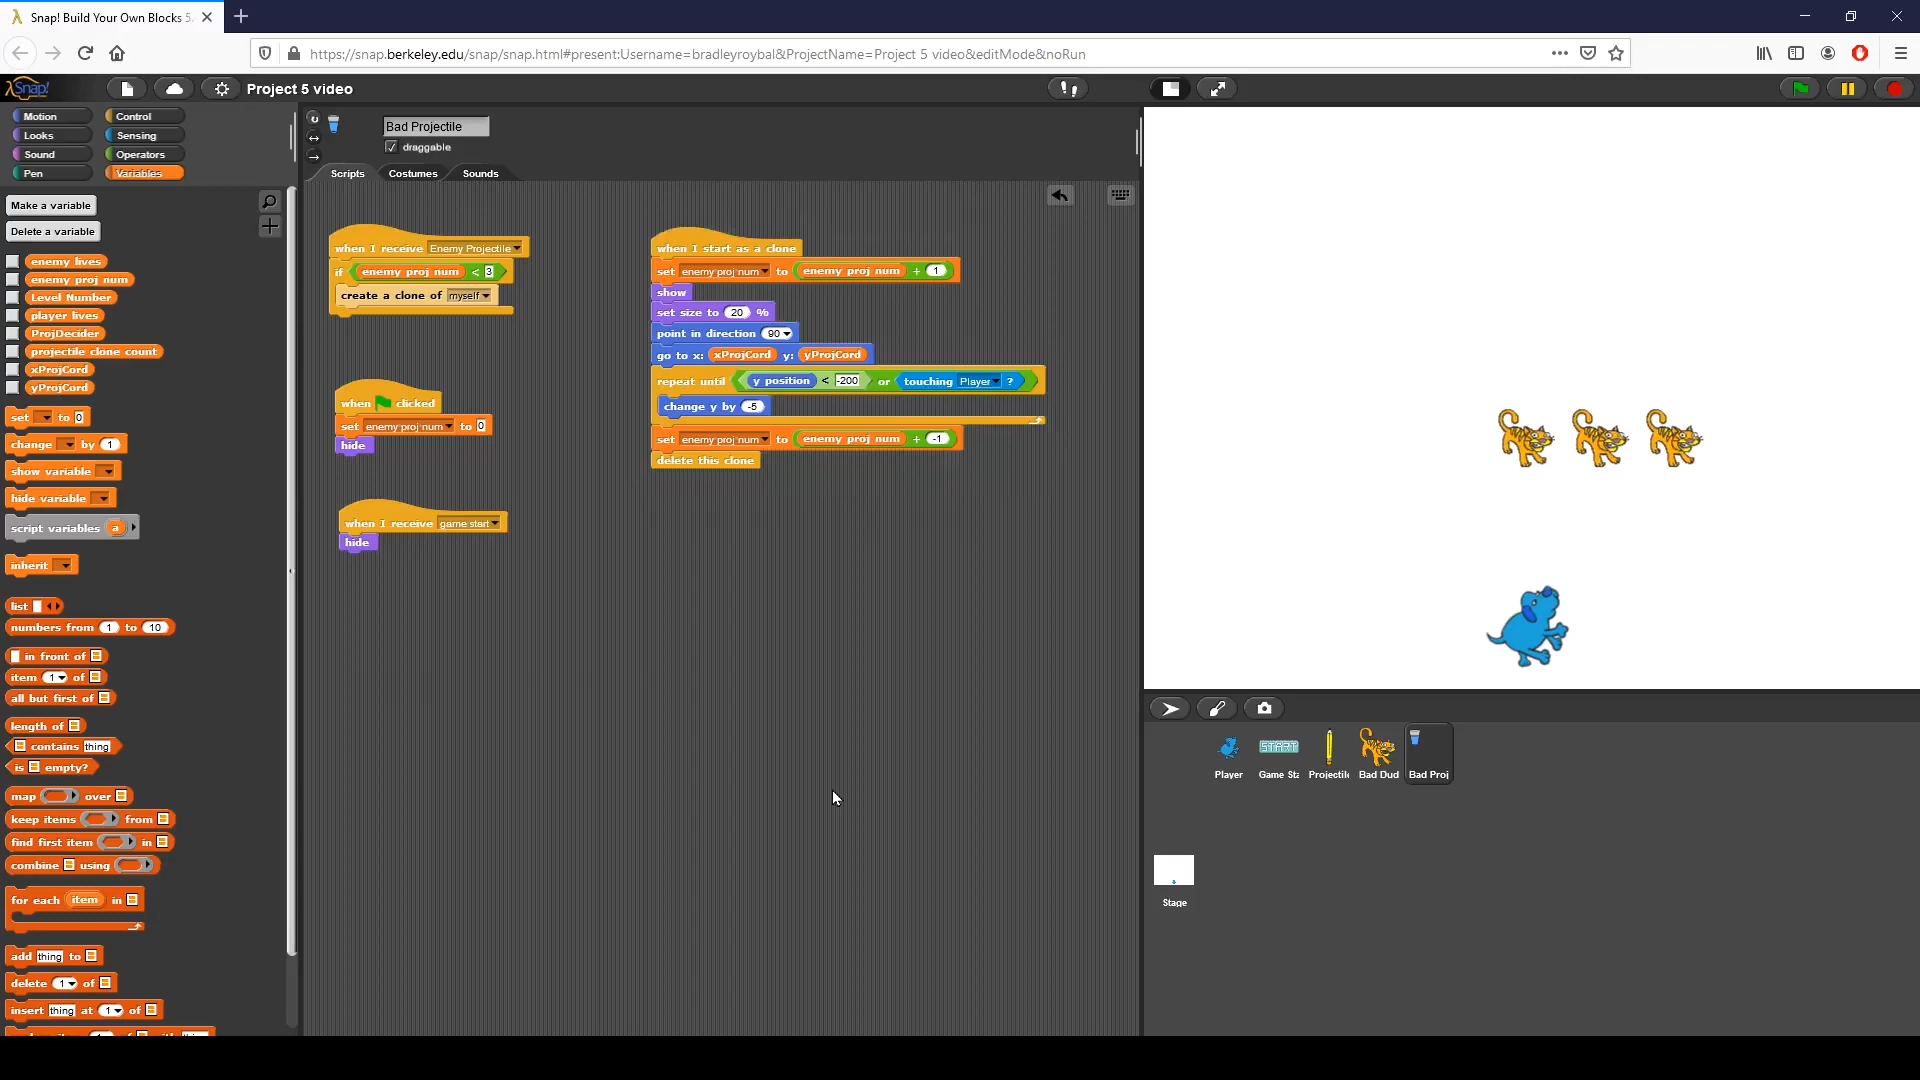 Snap! Build Your Own Blocks 5.
https://snap.berkeley.edu/snap/snap.html#present:Username=bradleyroybal&ProjectName=Project 5 video&editMode&noRun
Snap!
Project 5 video
Motion
Control
Looks
Sensing
Sound
Operators
Pen
Variables
Make a variable
Delete a variable
enemy lives
enemy proj num
Level Number
player lives
ProjDecider
projectile clone count
xProjCord
yProjCord
set to 0
change by 1
show variable
hide variable
script variables a
inherit
list
numbers from 1 to 10
in front of
item 1 of
all but first of
length of
contains thing
is empty?
map over
keep items from
find first item in
combine using
for each item in
add thing to
delete 1 of
insert thing at 1 of
Bad Projectile
draggable
Scripts
Costumes
Sounds
when I receive Enemy Projectile
if enemy proj num < 3
create a clone of myself
when clicked
set enemy proj num to 0
hide
when I receive game start
hide
when I start as a clone
set enemy proj num to enemy proj num + 1
show
set size to 20 %
point in direction 90
go to x: xProjCord y: yProjCord
repeat until y position < -200 or touching Player ?
change y by -5
set enemy proj num to enemy proj num + -1
delete this clone
START
Player
Game Sta
Projectile
Bad Dud
Bad Proj
Stage